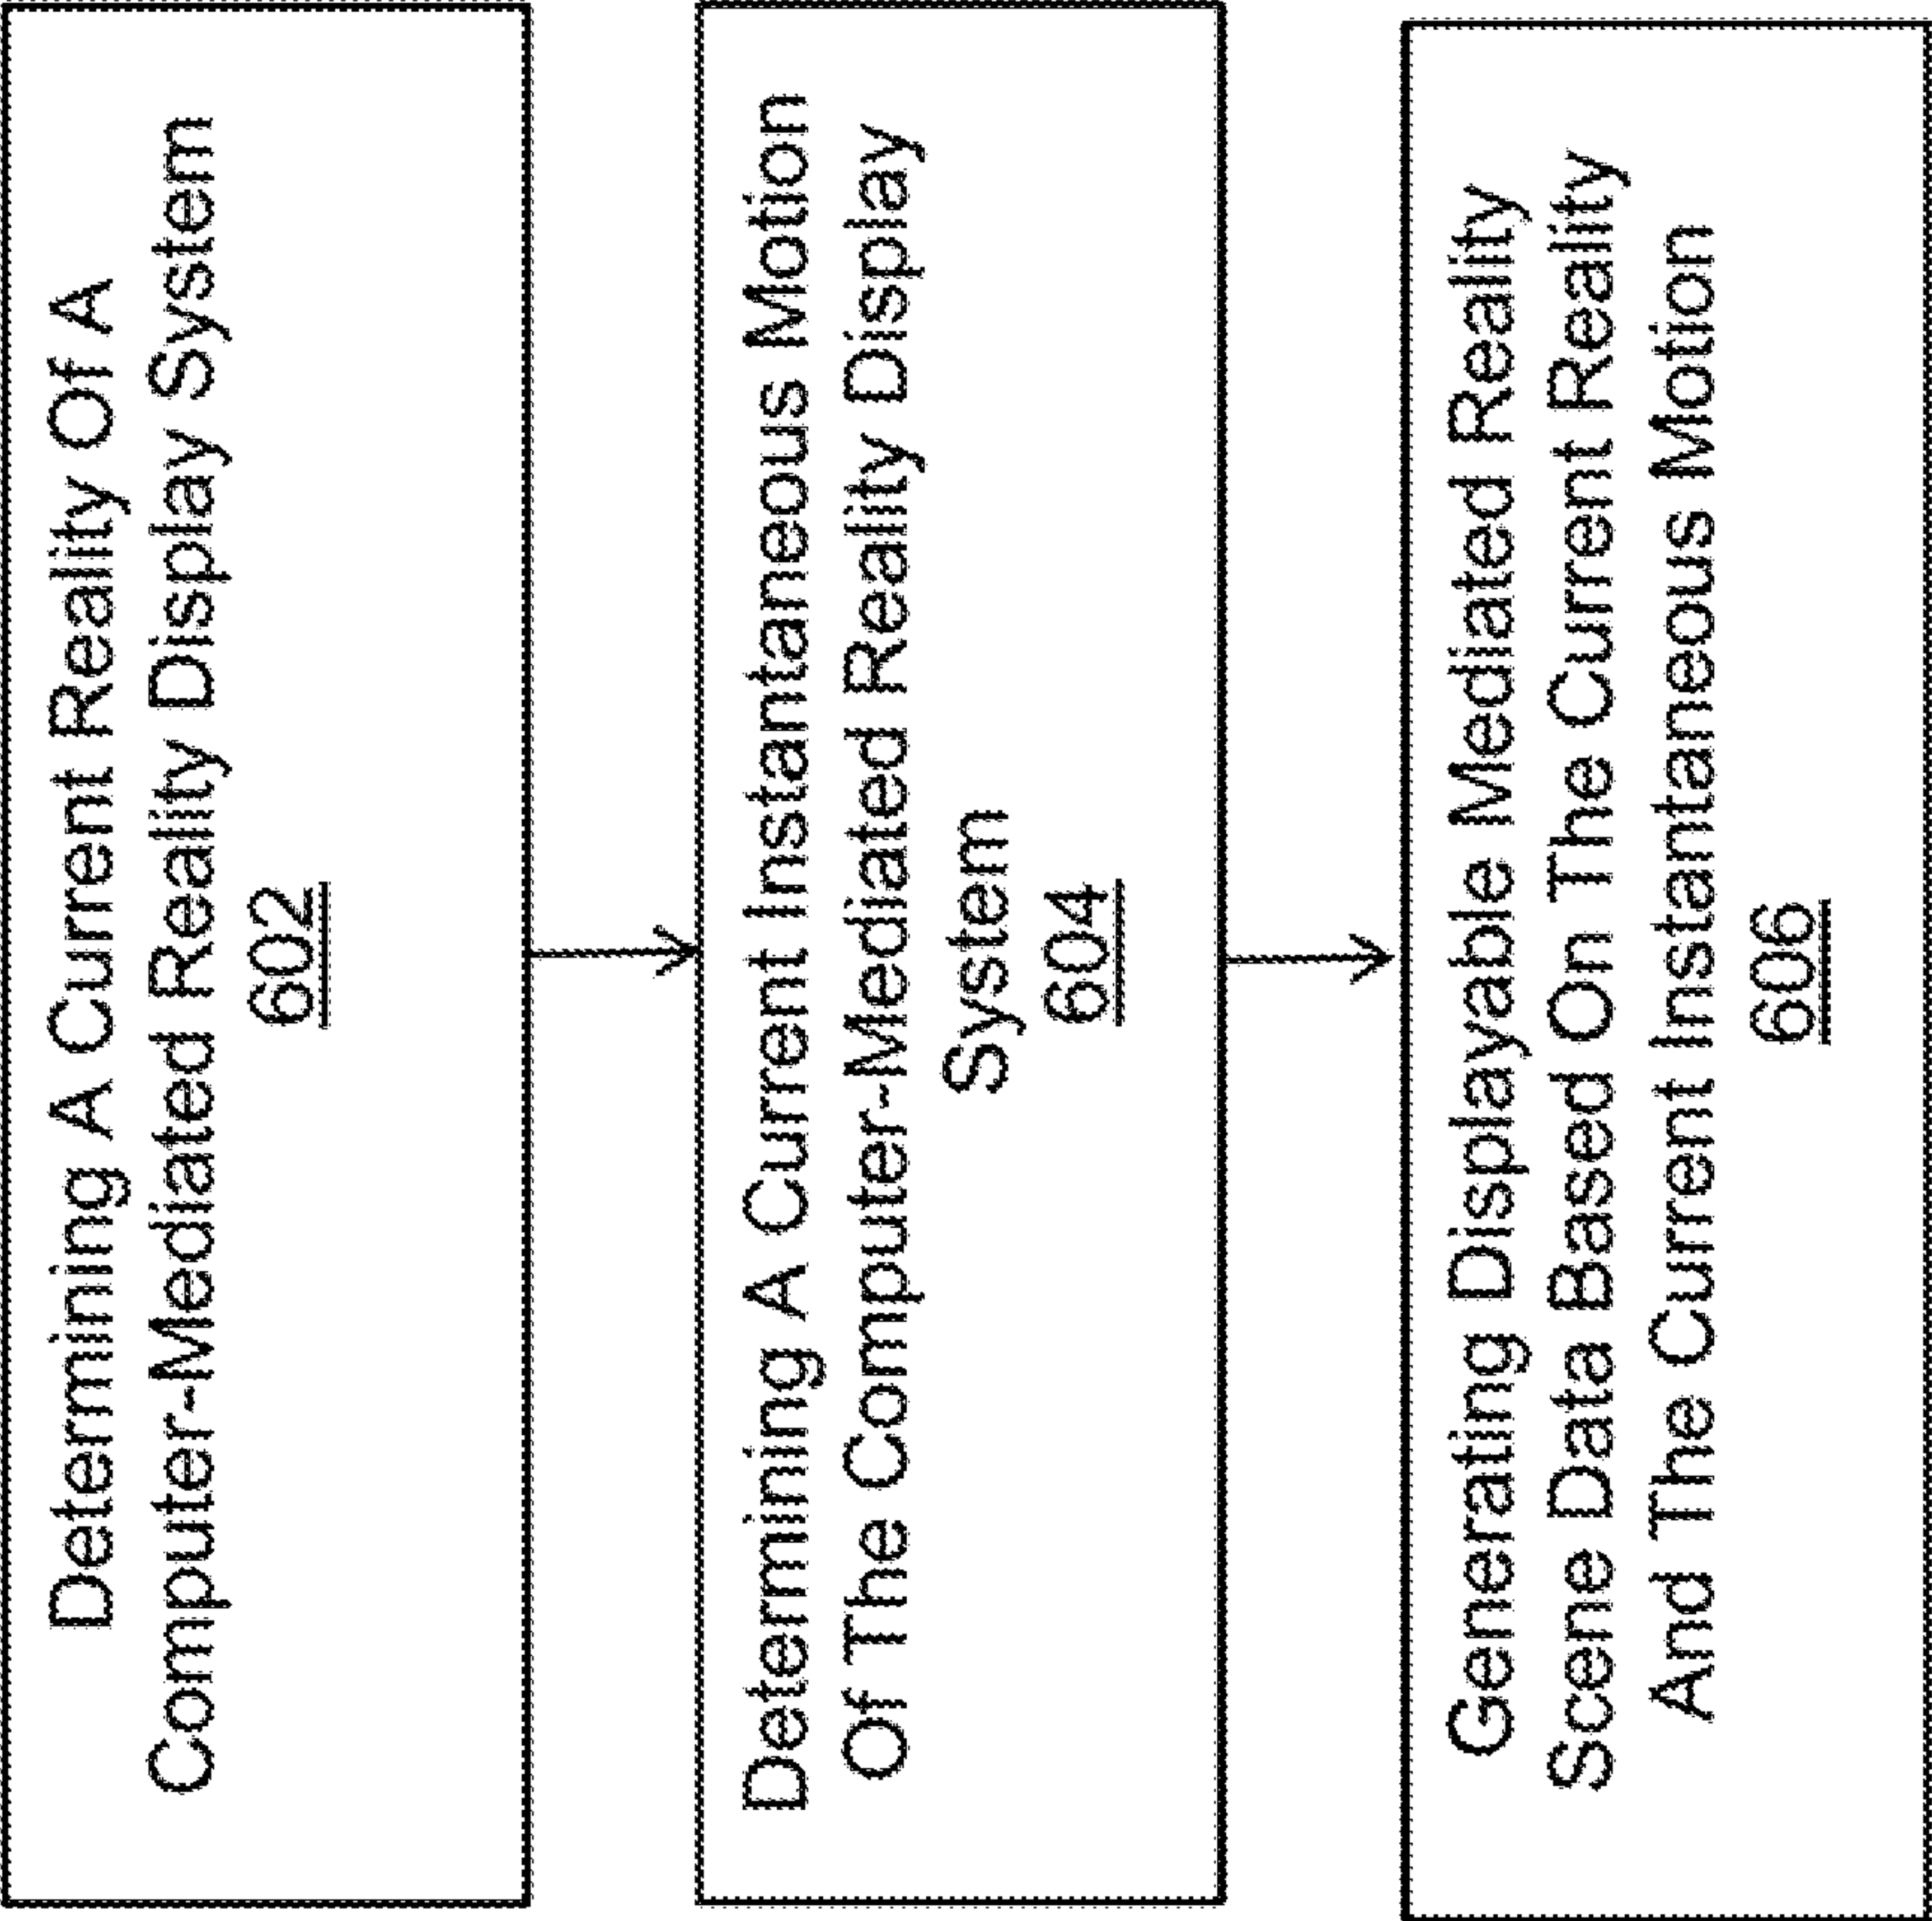 Determining A Current Reality Of A
Computer-Mediated Reality Display System
602
Determining A Current Instantaneous Motion
Of The Computer-Mediated Reality Display
System
604
Generating Displayable Mediated Reality
Scene Data Based On The Current Reality
And The Current Instantaneous Motion
606